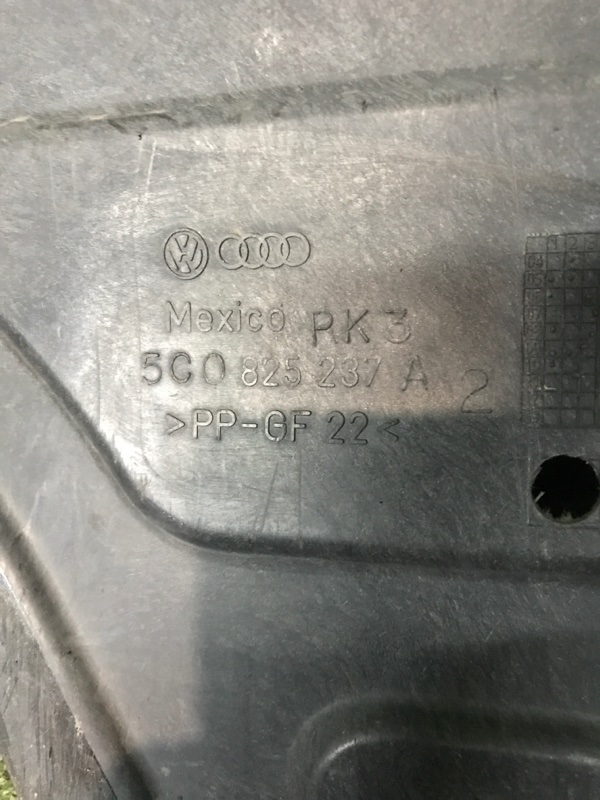 Mexico RK3
5C0 825 237 A
2
>PP-GF 22<